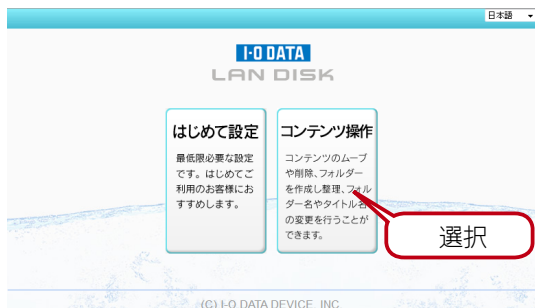 日本語
I-O DATA
LAN DISK
はじめて設定
最低限必要な設定
です。はじめてご
利用のお客様にお
すすめします。
コンテンツ操作
コンテンツのムーブ
や削除、フォルダー
を作成し整理、フォル
ダー名やタイトル名
の変更を行うことが
できます。
選択
(C) I-O DATA DEVICE, INC.